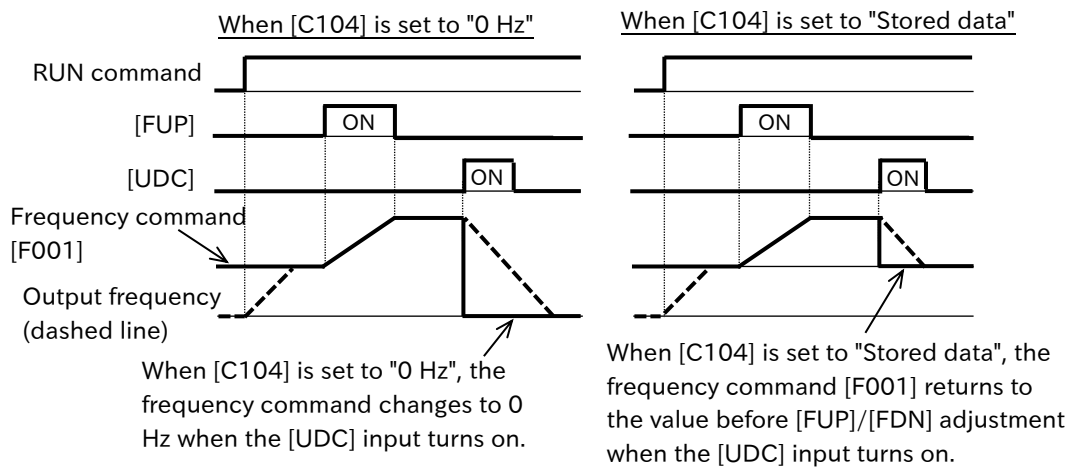 When [C104] is set to "0 Hz"
When [C104] is set to "Stored data"
RUN command
[FUP]
ON
ON
[UDC]
ON
ON
Frequency command
[F001]
Output frequency
(dashed line)
When [C104] is set to "0 Hz", the
frequency command changes to 0
Hz when the [UDC] input turns on.
When [C104] is set to "Stored data", the
frequency command [F001] returns to
the value before [FUP]/[FDN] adjustment
when the [UDC] input turns on.